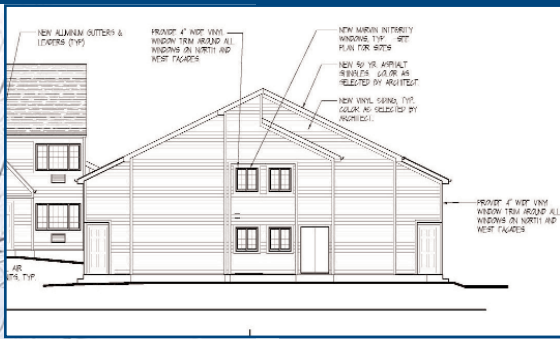 NEW ALUMINUM GUTTERS &
LEADERS (TYP)
PROVIDE 4" WIDE VINYL
WINDOW TRIM AROUND ALL
WINDOWS ON NORTH AND
WEST FACADES
NEW MARVIN INTEGRITY
WINDOWS, TYP. SEE
PLAN FOR SIZES
NEW 50 YR ASPHALT
SHINGLES. COLOR AS
SELECTED BY ARCHITECT
NEW VINYL SIDING, TYP.
COLOR AS SELECTED BY
ARCHITECT.
PROVIDE 4" WIDE VINYL
WINDOW TRIM AROUND ALL
WINDOWS ON NORTH AND
WEST FACADES
AIR
TYP.